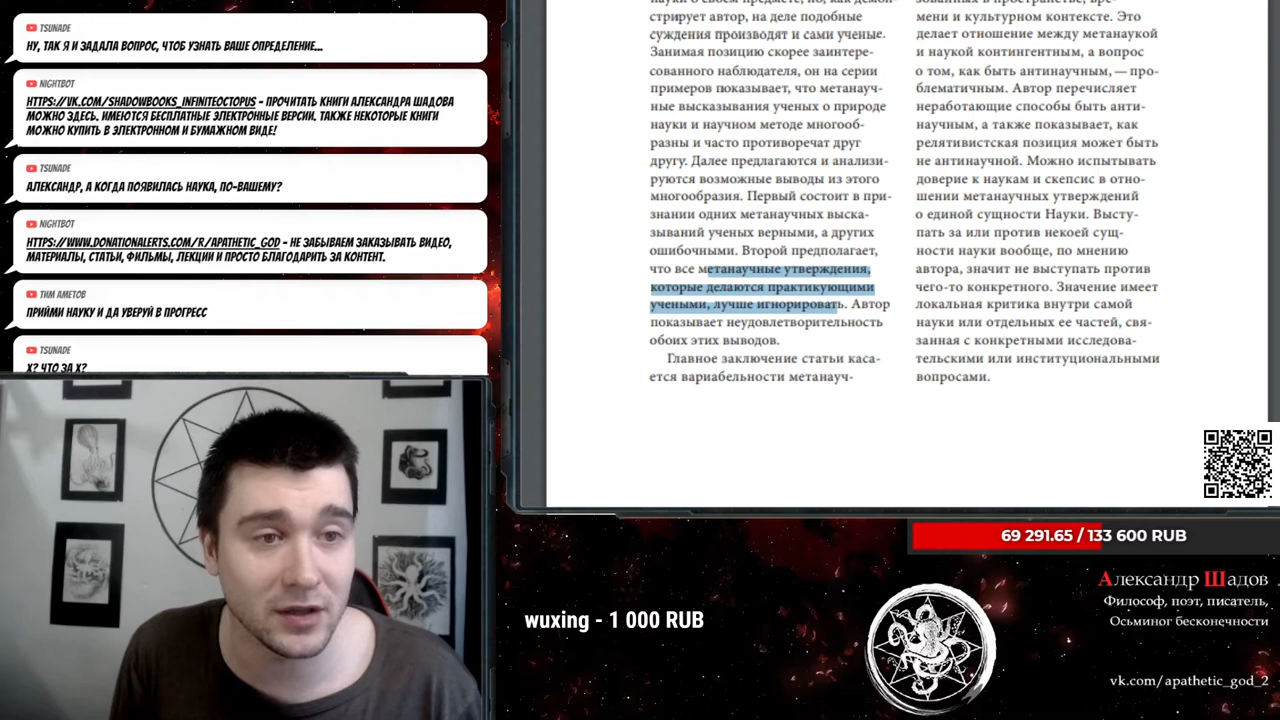 TSUNADE
НУ, ТАК Я И ЗАДАЛА ВОПРОС, ЧТОБ УЗНАТЬ ВАШЕ ОПРЕДЕЛЕНИЕ...
NIGHTBOT
HTTPS://VK.COM/SHADOWBOOKS_INFINITEOCTOPUS - ПРОЧИТАТЬ КНИГИ АЛЕКСАНДРА ШАДОВА
МОЖНО ЗДЕСЬ. ИМЕЮТСЯ БЕСПЛАТНЫЕ ЭЛЕКТРОННЫЕ ВЕРСИИ. ТАКЖЕ НЕКОТОРЫЕ КНИГИ
МОЖНО КУПИТЬ В ЭЛЕКТРОННОМ И БУМАЖНОМ ВИДЕ!
TSUNADE
АЛЕКСАНДР, А КОГДА ПОЯВИЛАСЬ НАУКА, ПО-ВАШЕМУ?
NIGHTBOT
HTTPS://WWW.DONATIONALERTS.COM/R/APATHETIC_GOD - НЕ ЗАБЫВАЕМ ЗАКАЗЫВАТЬ ВИДЕО,
МАТЕРИАЛЫ, СТАТЬИ, ФИЛЬМЫ, ЛЕКЦИИ И ПРОСТО БЛАГОДАРИТЬ ЗА КОНТЕНТ.
ТИМ АМЕТОВ
ПРИЙМИ НАУКУ И ДА УВЕРУЙ В ПРОГРЕСС
TSUNADE
Х? ЧТО ЗА Х?
науки о своем предмете, но, как демон-
стрирует автор, на деле подобные
суждения производят и сами ученые.
Занимая позицию скорее заинтере-
сованного наблюдателя, он на серии
примеров показывает, что метанауч-
ные высказывания ученых о природе
науки и научном методе многооб-
разны и часто противоречат друг
другу. Далее предлагаются и анализи-
руются возможные выводы из этого
многообразия. Первый состоит в при-
знании одних метанаучных выска-
зываний ученых верными, а других
ошибочными. Второй предполагает,
что все метанаучные утверждения,
которые делаются практикующими
учеными, лучше игнорировать. Автор
показывает неудовлетворительность
обоих этих выводов.
Главное заключение статьи каса-
ется вариабельности метанауч-
зованных в пространстве, вре-
мени и культурном контексте. Это
делает отношение между метанаукой
и наукой контингентным, а вопрос
о том, как быть антинаучным, — про-
блематичным. Автор перечисляет
неработающие способы быть анти-
научным, а также показывает, как
релятивистская позиция может быть
не антинаучной. Можно испытывать
доверие к наукам и скепсис в отно-
шении метанаучных утверждений
о единой сущности Науки. Высту-
пать за или против некоей сущ-
ности науки вообще, по мнению
автора, значит не выступать против
чего-то конкретного. Значение имеет
локальная критика внутри самой
науки или отдельных ее частей, свя-
занная с конкретными исследова-
тельскими или институциональными
вопросами.
69 291.65 / 133 600 RUB
wuxing - 1 000 RUB
Александр Шадов
Философ, поэт, писатель,
Осьминог бесконечности
vk.com/apathetic_god_2